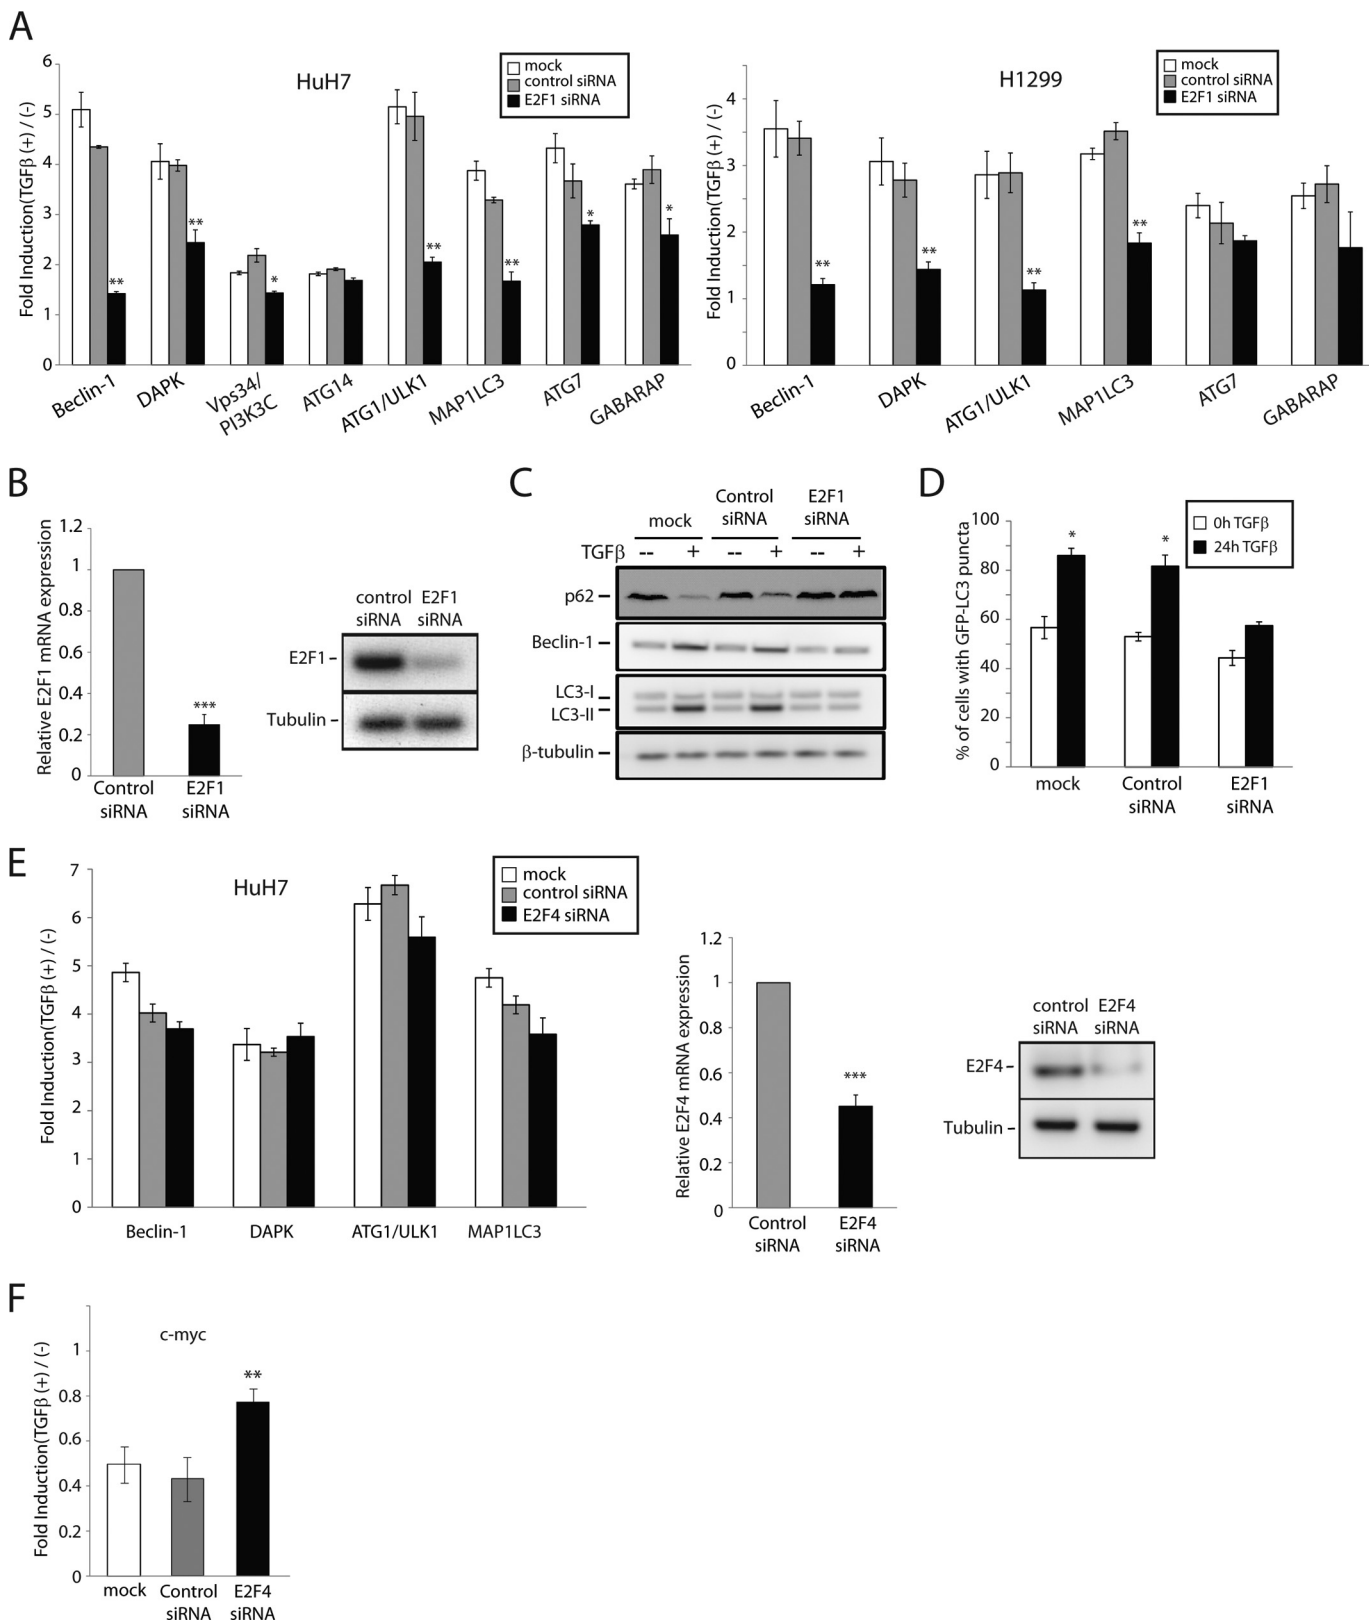 A
HuH7
mock
control siRNA
E2F1 siRNA
Fold Induction(TGFβ (+) / (-)
6
5
4
3
2
1
0
**
**
*
**
**
*
*
Beclin-1
DAPK
Vps34/
PI3K3C
ATG14
ATG1/ULK1
MAP1LC3
ATG7
GABARAP
H1299
mock
control siRNA
E2F1 siRNA
Fold Induction(TGFβ (+) / (-)
4
3
2
1
0
**
**
**
**
Beclin-1
DAPK
ATG1/ULK1
MAP1LC3
ATG7
GABARAP
B
Relative E2F1 mRNA expression
1.2
1
0.8
0.6
0.4
0.2
0
***
Control
siRNA
E2F1
siRNA
control
siRNA
E2F1
siRNA
E2F1
Tubulin
C
mock
Control
siRNA
E2F1
siRNA
TGFβ -- + -- + -- +
p62
Beclin-1
LC3-I
LC3-II
β-tubulin
D
0h TGFβ
24h TGFβ
% of cells with GFP-LC3 puncta
100
80
60
40
20
0
*
*
mock
Control
siRNA
E2F1
siRNA
E
HuH7
mock
control siRNA
E2F4 siRNA
Fold Induction(TGFβ (+) / (-)
7
6
5
4
3
2
1
0
Beclin-1
DAPK
ATG1/ULK1
MAP1LC3
Relative E2F4 mRNA expression
1.2
1
0.8
0.6
0.4
0.2
0
***
Control
siRNA
E2F4
siRNA
control
siRNA
E2F4
siRNA
E2F4
Tubulin
F
c-myc
Fold Induction(TGFβ (+) / (-)
1
0.8
0.6
0.4
0.2
0
**
mock
Control
siRNA
E2F4
siRNA